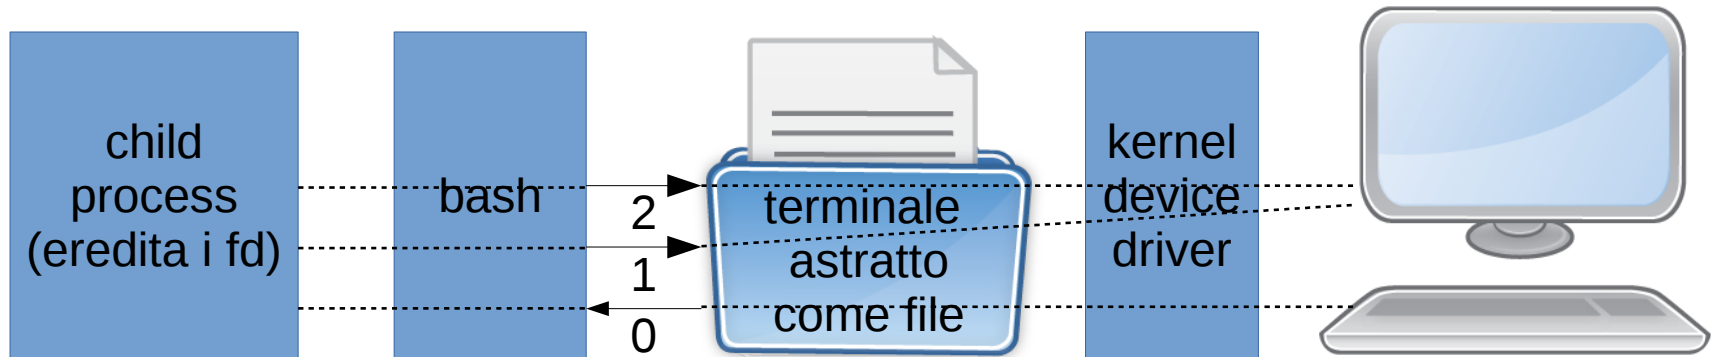 child
process
(eredita i fd)
bash
2
1
0
terminale
astratto
come file
kernel
device
driver